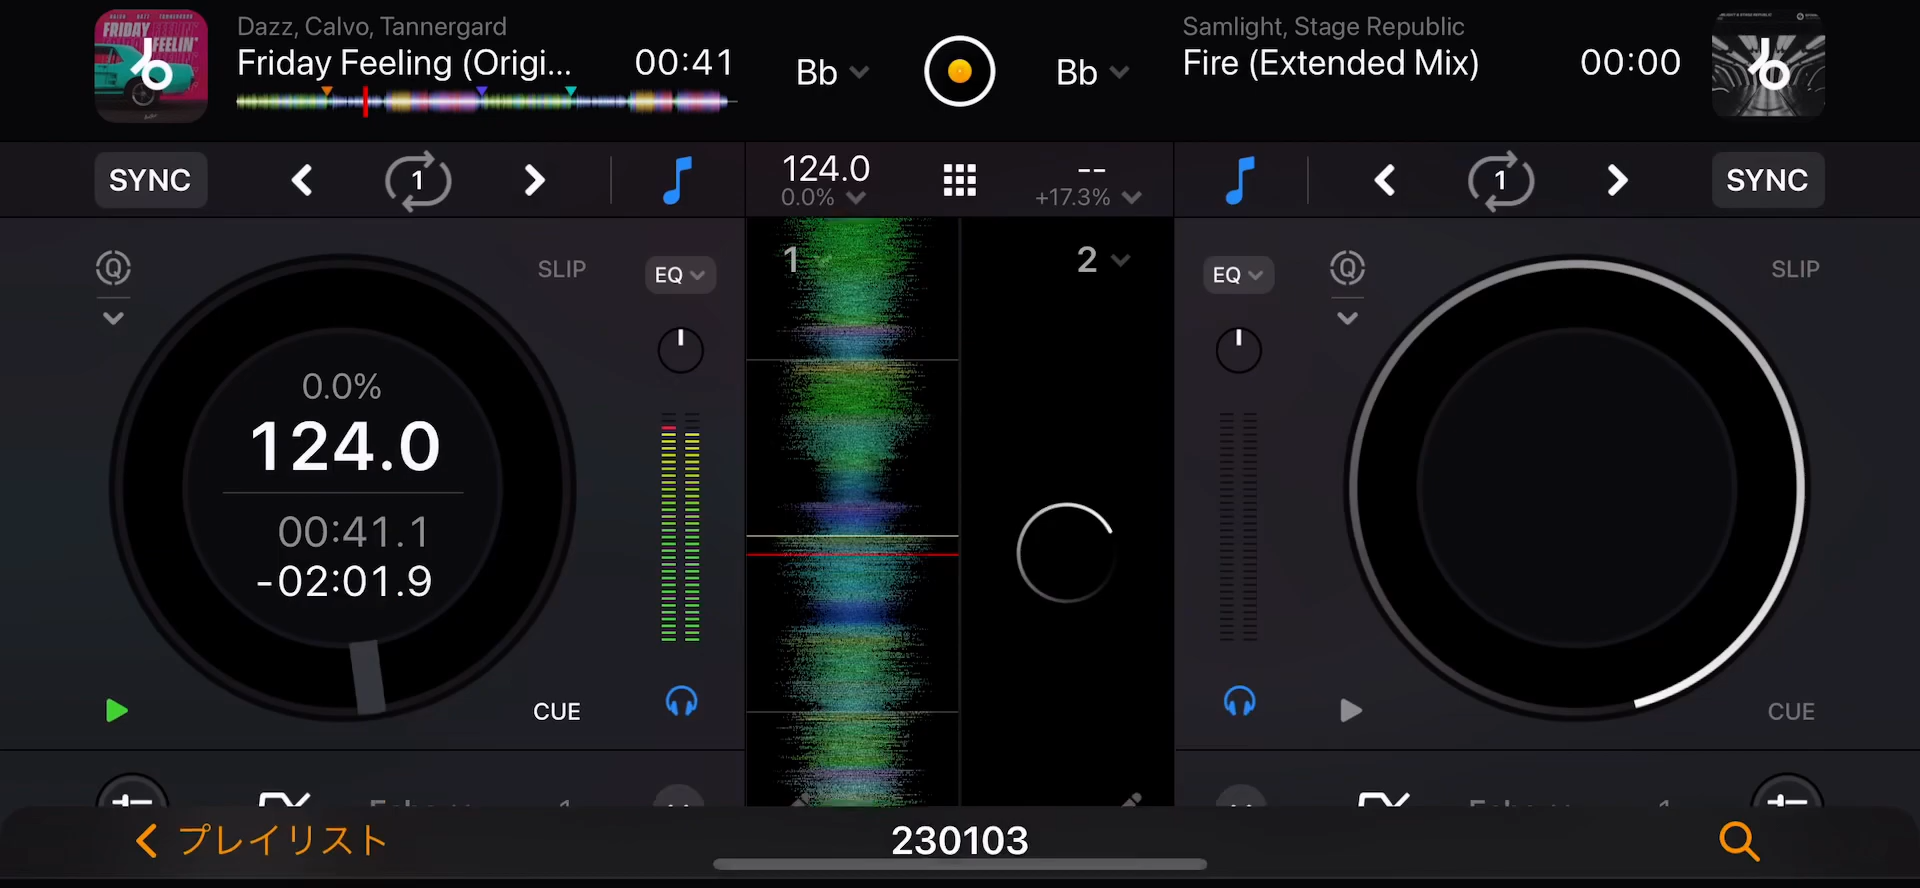 Dazz, Calvo, Tannergard
Friday Feeling (Origi...
00:41
FRIDAY
FEELIN'
Bb
Bb
Samlight, Stage Republic
Fire (Extended Mix)
00:00
SYNC
1
124.0
0.0%
--
+17.3%
1
SYNC
Q
SLIP
EQ
1
2
EQ
Q
SLIP
0.0%
124.0
00:41.1
-02:01.9
CUE
CUE
プレイリスト
230103